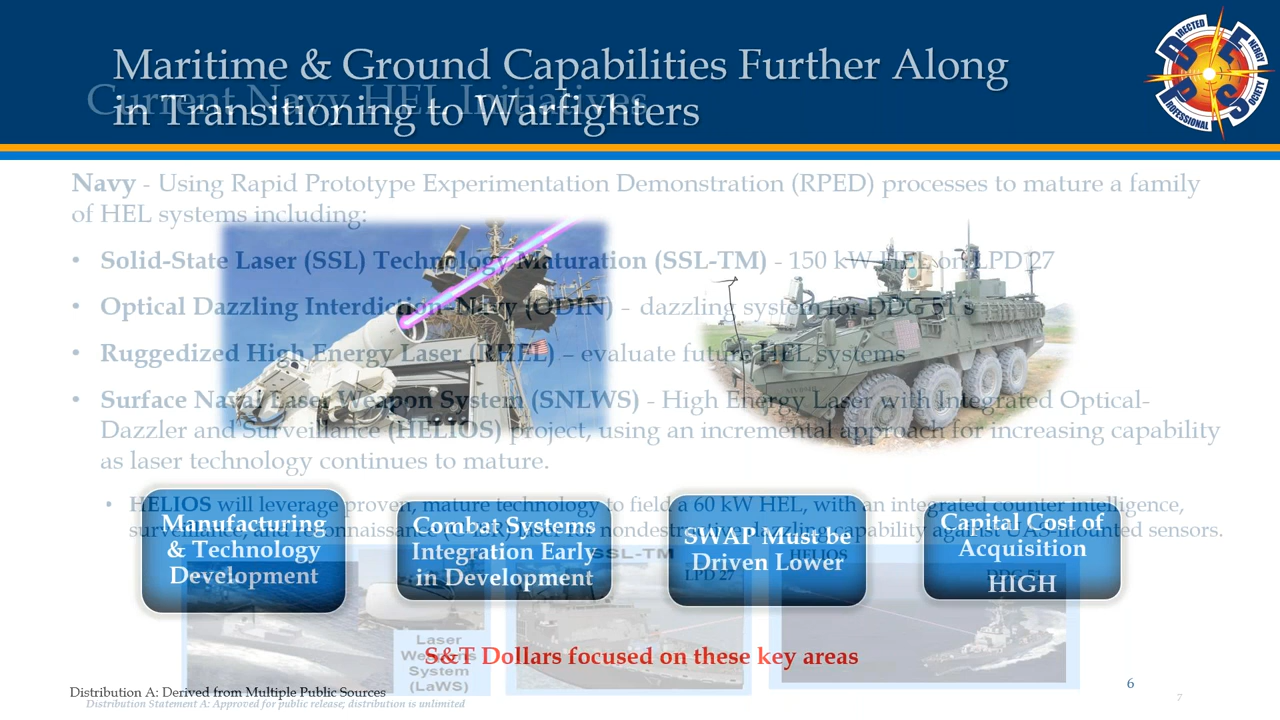 Maritime & Ground Capabilities Further Along
in Transitioning to Warfighters
Current Navy HEL Initiatives
DIRECTED ENERGY
PROFESSIONAL SOCIETY
DEPS
Navy - Using Rapid Prototype Experimentation Demonstration (RPED) processes to mature a family
of HEL systems including:
• Solid-State Laser (SSL) Technology Maturation (SSL-TM) - 150 kW HEL on LPD 27
• Optical Dazzling Interdiction-Navy (ODIN) – dazzling system for DDG 51's
• Ruggedized High Energy Laser (RHEL) – evaluate future HEL systems
• Surface Naval Laser Weapon System (SNLWS) - High Energy Laser with Integrated Optical-
Dazzler and Surveillance (HELIOS) project, using an incremental approach for increasing capability
as laser technology continues to mature.
• HELIOS will leverage proven, mature technology to field a 60 kW HEL, with an integrated counter intelligence,
surveillance, and reconnaissance for nondestructive dazzling capability against UAS-mounted sensors.
Manufacturing
& Technology
Development
Combat Systems
Integration Early
in Development
SWAP Must be
Driven Lower
Capital Cost of
Acquisition
HIGH
SSL-TM
LPD 27
HELIOS
DDG 51
Laser
Weapons
System
(LaWS)
S&T Dollars focused on these key areas
Distribution A: Derived from Multiple Public Sources
6
Distribution Statement A: Approved for public release; distribution is unlimited
7